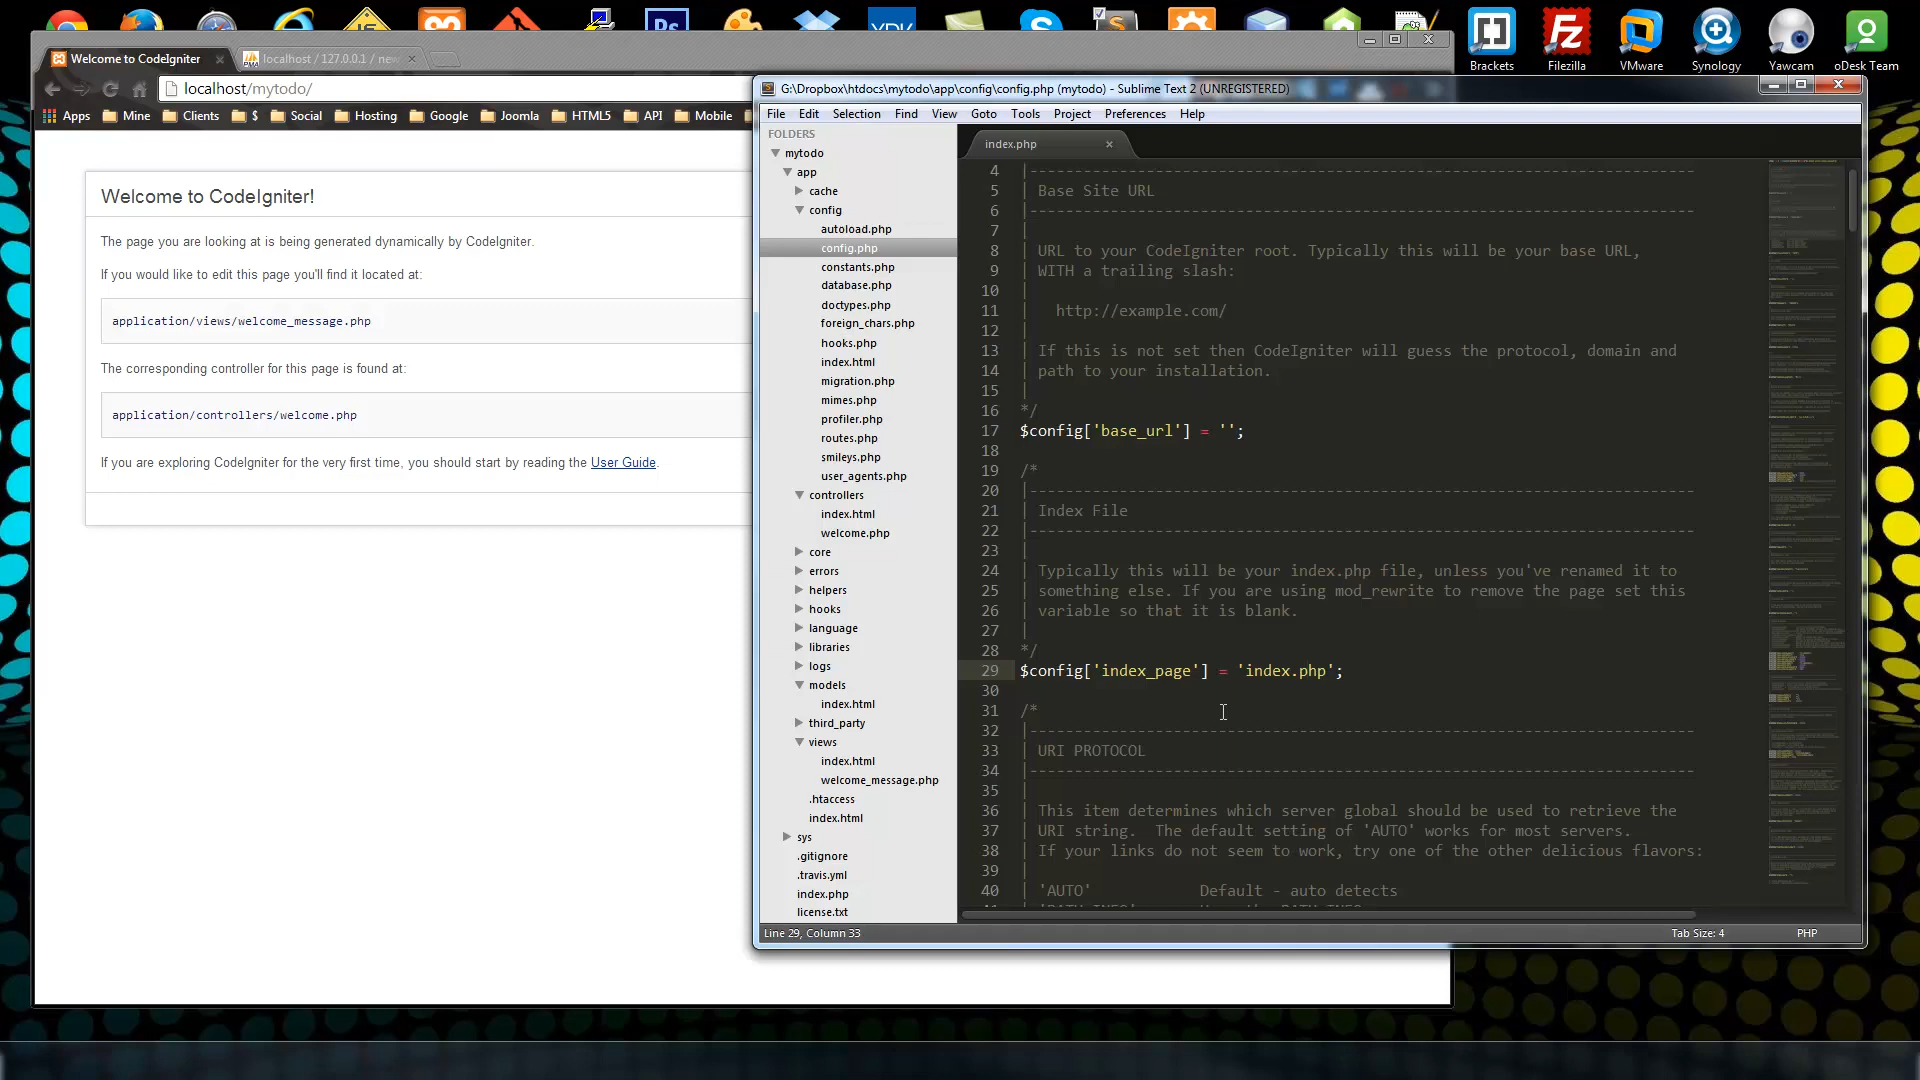 Brackets
Filezilla
VMware
Synology
Yawcam
oDesk Team
Ps
Welcome to CodeIgniter
localhost / 127.0.0.1 / new
localhost/mytodo/
Apps
Mine
Clients
$
Social
Hosting
Google
Joomla
HTML5
API
Mobile
Welcome to CodeIgniter!
The page you are looking at is being generated dynamically by CodeIgniter.
If you would like to edit this page you'll find it located at:
application/views/welcome_message.php
The corresponding controller for this page is found at:
application/controllers/welcome.php
If you are exploring CodeIgniter for the very first time, you should start by reading the User Guide.
G:\Dropbox\htdocs\mytodo\app\config\config.php (mytodo) - Sublime Text 2 (UNREGISTERED)
File Edit Selection Find View Goto Tools Project Preferences Help
FOLDERS
mytodo
app
cache
config
autoload.php
config.php
constants.php
database.php
doctypes.php
foreign_chars.php
hooks.php
index.html
migration.php
mimes.php
profiler.php
routes.php
smileys.php
user_agents.php
controllers
index.html
welcome.php
core
errors
helpers
hooks
language
libraries
logs
models
index.html
third_party
views
index.html
welcome_message.php
.htaccess
index.html
sys
.gitignore
.travis.yml
index.php
license.txt
index.php
4 |--------------------------------------------------------------------------
5 | Base Site URL
6 |--------------------------------------------------------------------------
7 |
8 | URL to your CodeIgniter root. Typically this will be your base URL,
9 | WITH a trailing slash:
10 |
11 | http://example.com/
12 |
13 | If this is not set then CodeIgniter will guess the protocol, domain and
14 | path to your installation.
15 |
16 */
17 $config['base_url'] = '';
18
19 /*
20 |--------------------------------------------------------------------------
21 | Index File
22 |--------------------------------------------------------------------------
23 |
24 | Typically this will be your index.php file, unless you've renamed it to
25 | something else. If you are using mod_rewrite to remove the page set this
26 | variable so that it is blank.
27 |
28 */
29 $config['index_page'] = 'index.php';
30
31 /*
32 |--------------------------------------------------------------------------
33 | URI PROTOCOL
34 |--------------------------------------------------------------------------
35 |
36 | This item determines which server global should be used to retrieve the
37 | URI string. The default setting of 'AUTO' works for most servers.
38 | If your links do not seem to work, try one of the other delicious flavors:
39 |
40 | 'AUTO' Default - auto detects
Line 29, Column 33
Tab Size: 4
PHP